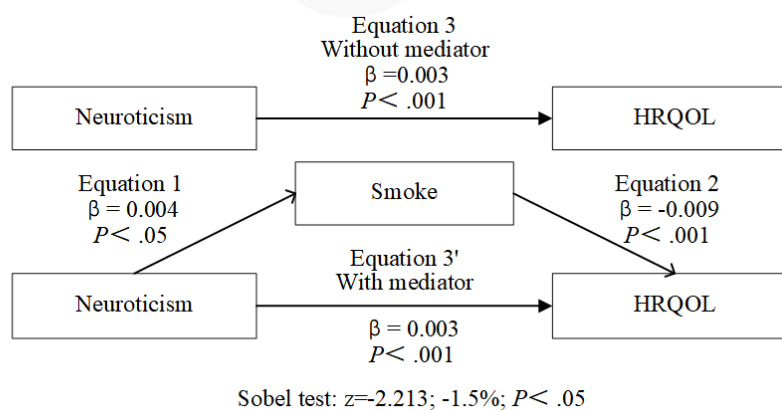 Equation 3
Without mediator
β =0.003
P< .001
Neuroticism
HRQOL
Equation 1
β = 0.004
P< .05
Smoke
Equation 2
β = -0.009
P< .001
Equation 3'
With mediator
Neuroticism
HRQOL
β = 0.003
P< .001
Sobel test: z=-2.213; -1.5%; P< .05